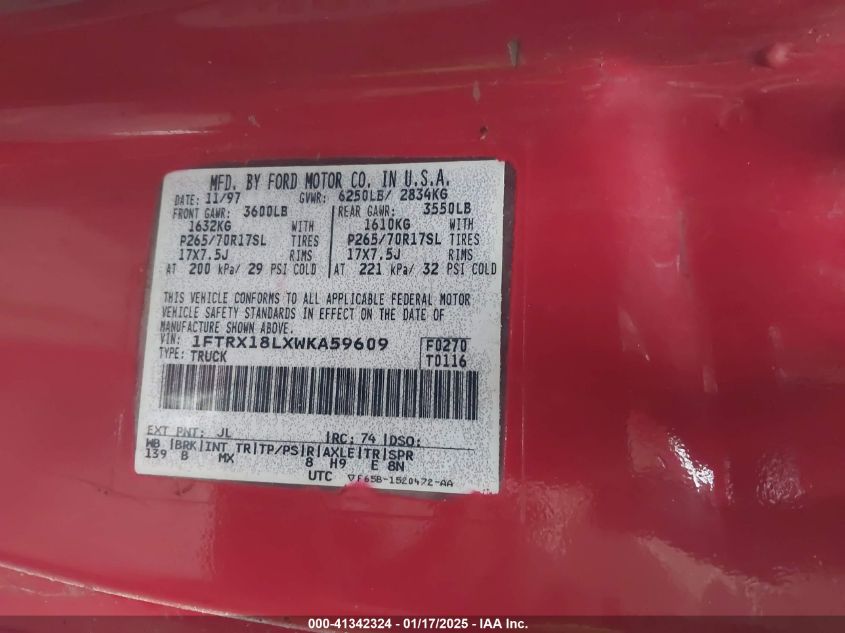 MFD. BY FORD MOTOR CO. IN U.S.A.
DATE: 11/97 GVWR: 6250LB/ 2834KG
FRONT GAWR: 3600LB REAR GAWR: 3550LB
1632KG WITH 1610KG WITH
P265/70R17SL TIRES P265/70R17SL TIRES
17X7.5J RIMS 17X7.5J RIMS
AT 200 kPa/ 29 PSI COLD AT 221 kPa/ 32 PSI COLD
THIS VEHICLE CONFORMS TO ALL APPLICABLE FEDERAL MOTOR
VEHICLE SAFETY STANDARDS IN EFFECT ON THE DATE OF
MANUFACTURE SHOWN ABOVE.
VIN: 1FTRX18LXWKA59609 F0270
TYPE: TRUCK T0116
EXT PNT: JL RC: 74 DSO:
WB BRK INT TR TP/PS R AXLE TR SPR
139 B MX 8 H9 E 8N
UTC F65B-1520472-AA
000-41342324 - 01/17/2025 - IAA Inc.